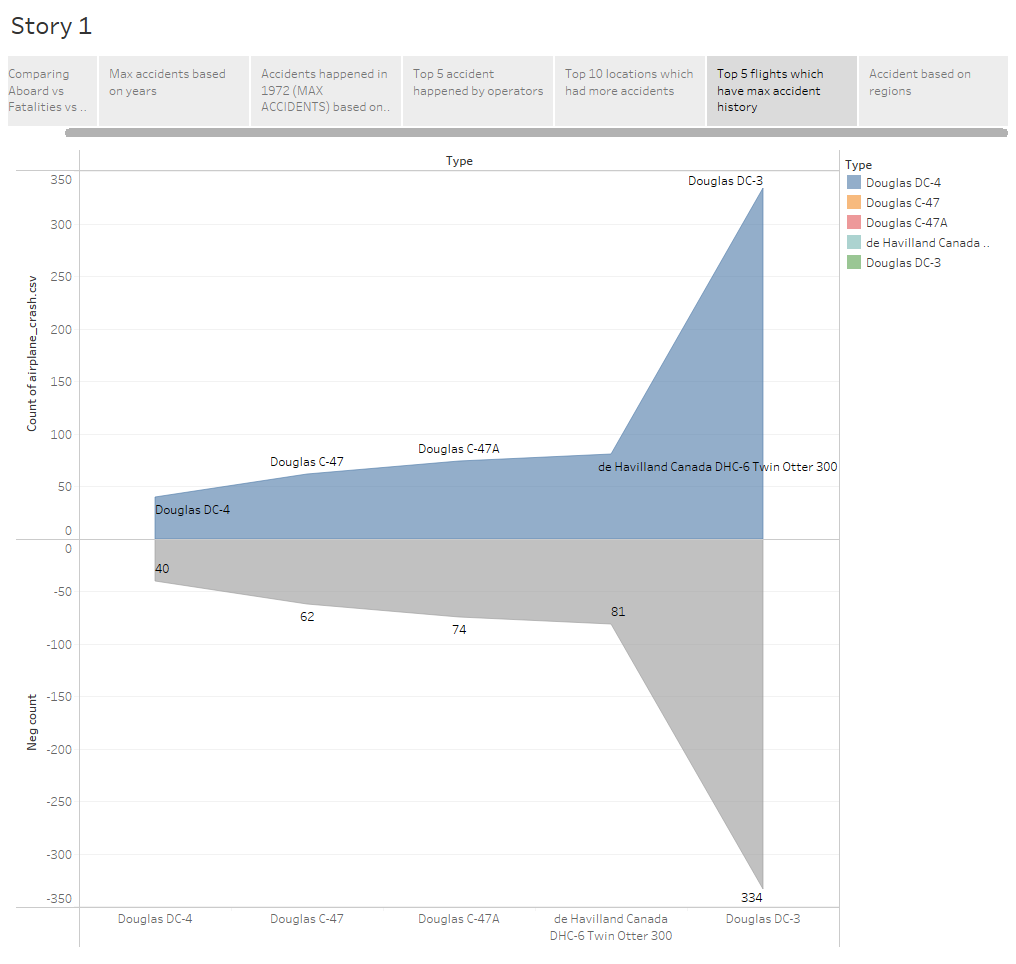 Story 1
Comparing
Aboard vs
Fatalities vs ..
Max accidents based
on years
Accidents happened in
1972 (MAX
ACCIDENTS) based on..
Top 5 accident
happened by operators
Top 10 locations which
had more accidents
Top 5 flights which
have max accident
history
Accident based on
regions
Type
350
300
250
200
150
100
50
0
Count of airplane_crash.csv
Douglas DC-3
Douglas C-47A
Douglas C-47
de Havilland Canada DHC-6 Twin Otter 300
Douglas DC-4
0
-50
-100
-150
-200
-250
-300
-350
Neg count
40
62
74
81
334
Douglas DC-4
Douglas C-47
Douglas C-47A
de Havilland Canada
DHC-6 Twin Otter 300
Douglas DC-3
Type
Douglas DC-4
Douglas C-47
Douglas C-47A
de Havilland Canada ..
Douglas DC-3